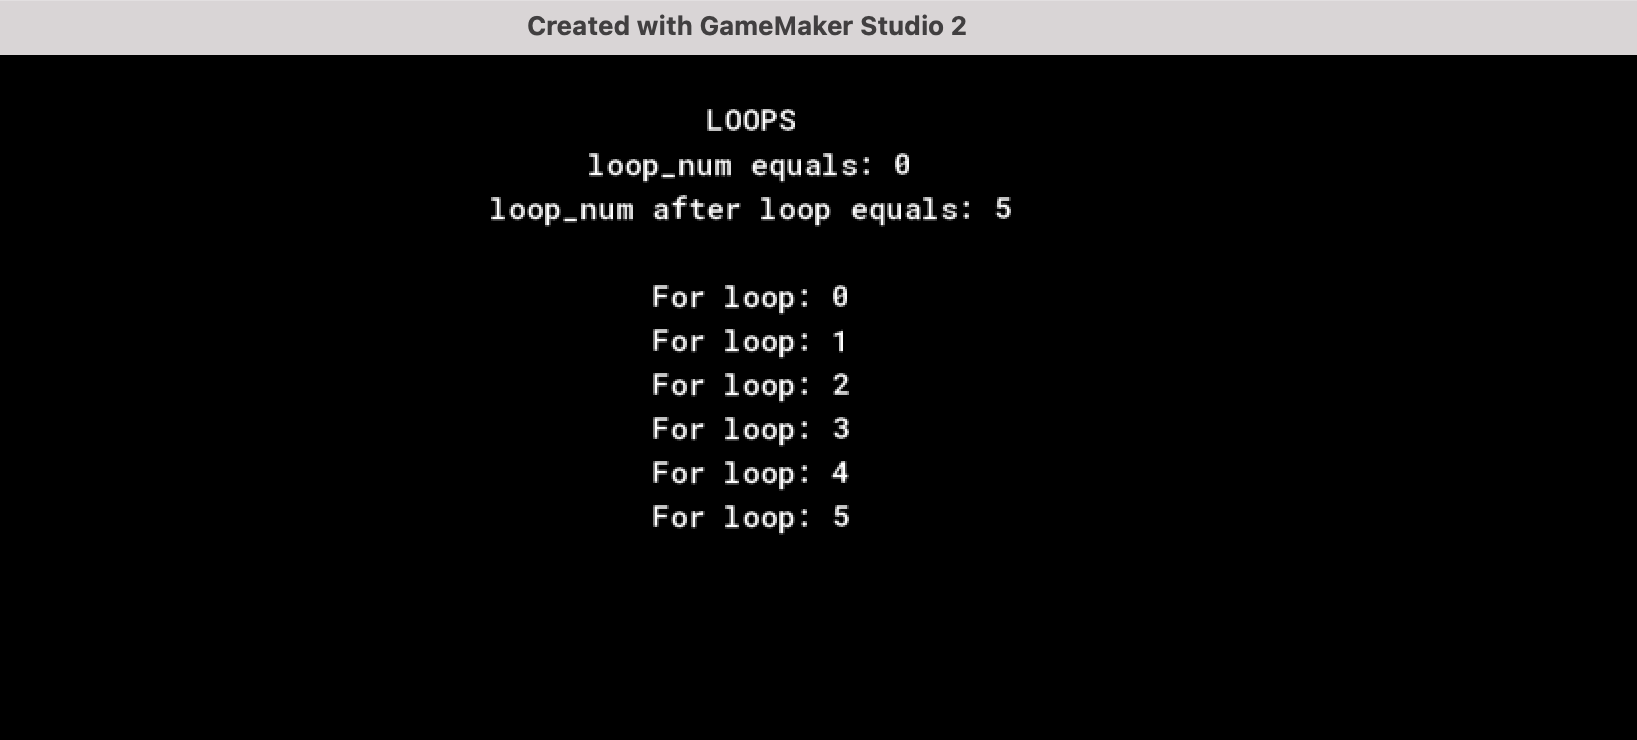 Created with GameMaker Studio 2
LOOPS
loop_num equals: 0
loop_num after loop equals: 5
For loop: 0
For loop: 1
For loop: 2
For loop: 3
For loop: 4
For loop: 5